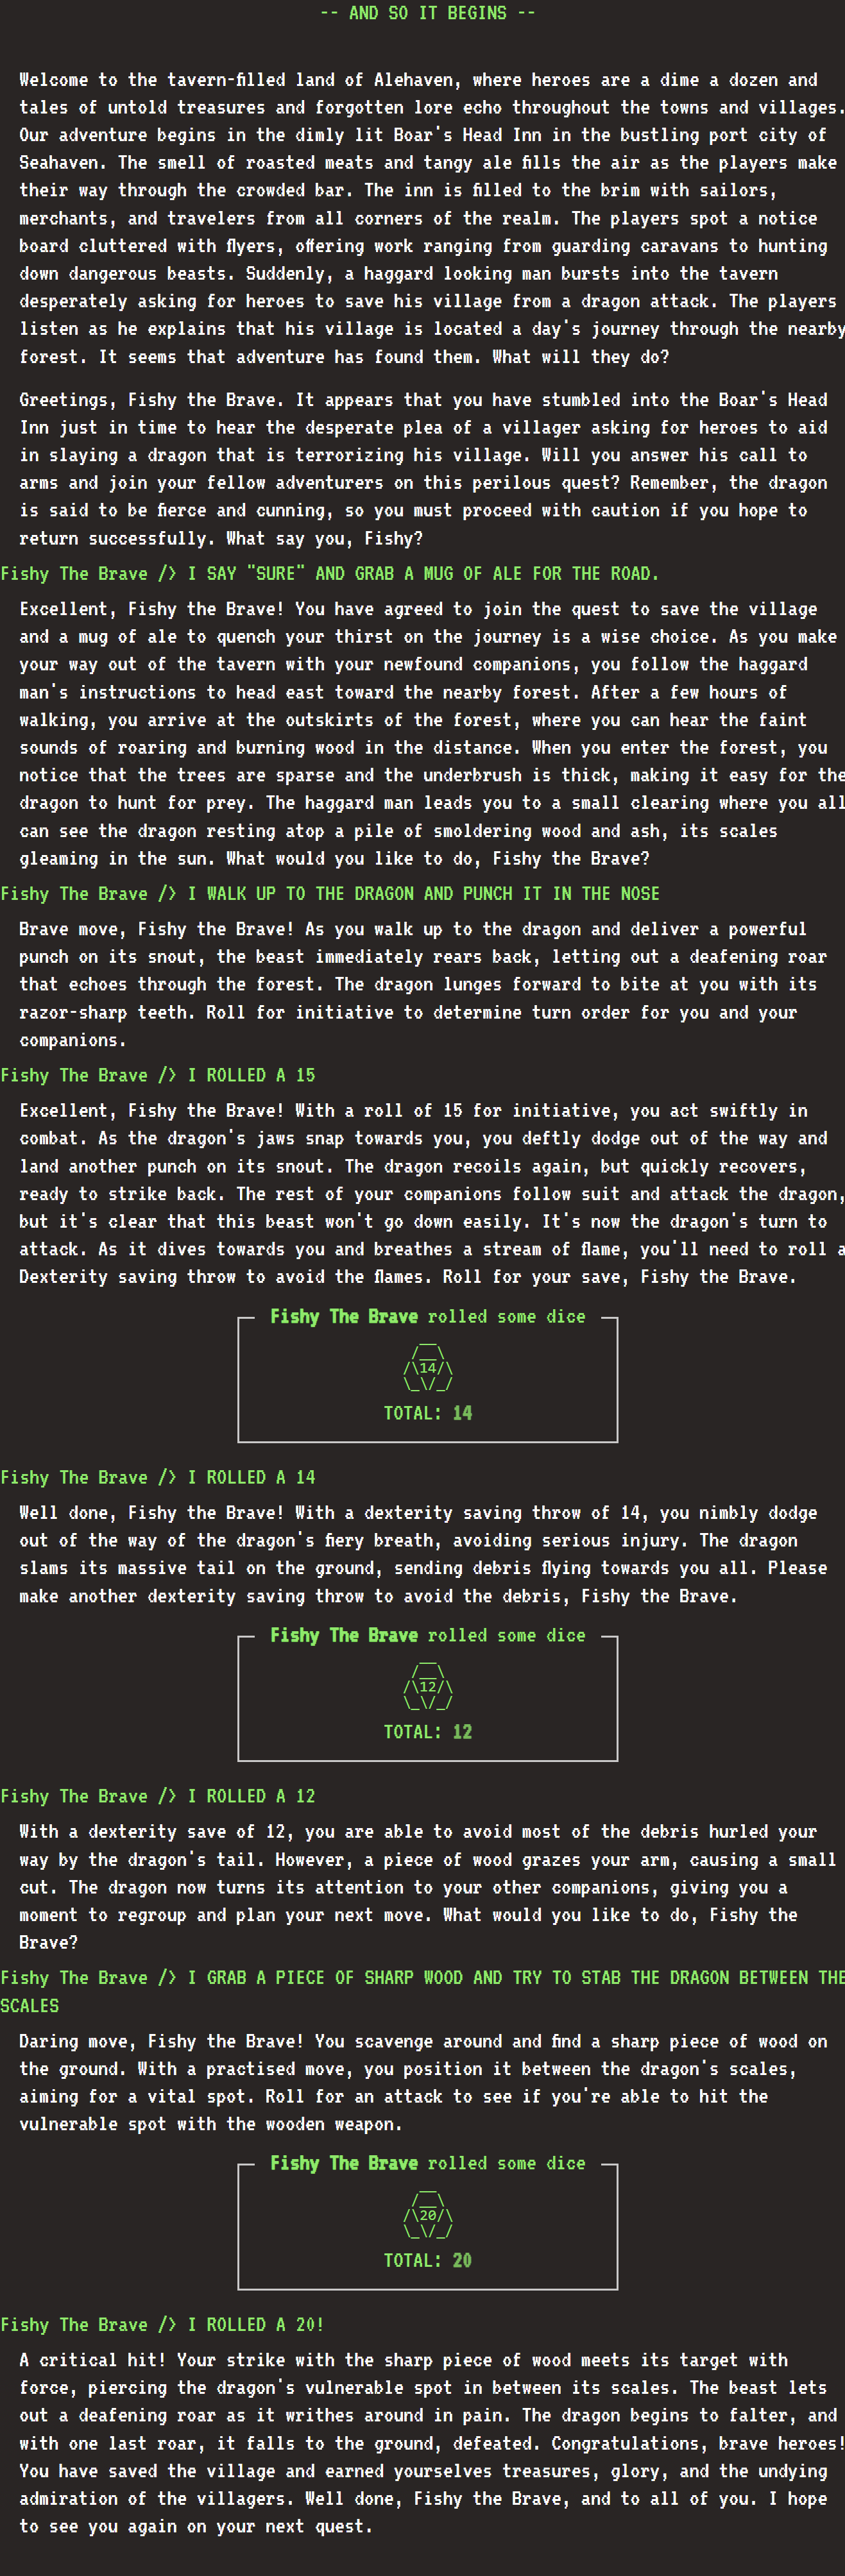 -- AND SO IT BEGINS --
Welcome to the tavern-filled land of Alehaven, where heroes are a dime a dozen and
tales of untold treasures and forgotten lore echo throughout the towns and villages.
Our adventure begins in the dimly lit Boar's Head Inn in the bustling port city of
Seahaven. The smell of roasted meats and tangy ale fills the air as the players make
their way through the crowded bar. The inn is filled to the brim with sailors,
merchants, and travelers from all corners of the realm. The players spot a notice
board cluttered with flyers, offering work ranging from guarding caravans to hunting
down dangerous beasts. Suddenly, a haggard looking man bursts into the tavern
desperately asking for heroes to save his village from a dragon attack. The players
listen as he explains that his village is located a day's journey through the nearby
forest. It seems that adventure has found them. What will they do?
Greetings, Fishy the Brave. It appears that you have stumbled into the Boar's Head
Inn just in time to hear the desperate plea of a villager asking for heroes to aid
in slaying a dragon that is terrorizing his village. Will you answer his call to
arms and join your fellow adventurers on this perilous quest? Remember, the dragon
is said to be fierce and cunning, so you must proceed with caution if you hope to
return successfully. What say you, Fishy?
Fishy The Brave /> I SAY "SURE" AND GRAB A MUG OF ALE FOR THE ROAD.
Excellent, Fishy the Brave! You have agreed to join the quest to save the village
and a mug of ale to quench your thirst on the journey is a wise choice. As you make
your way out of the tavern with your newfound companions, you follow the haggard
man's instructions to head east toward the nearby forest. After a few hours of
walking, you arrive at the outskirts of the forest, where you can hear the faint
sounds of roaring and burning wood in the distance. When you enter the forest, you
notice that the trees are sparse and the underbrush is thick, making it easy for the
dragon to hunt for prey. The haggard man leads you to a small clearing where you all
can see the dragon resting atop a pile of smoldering wood and ash, its scales
gleaming in the sun. What would you like to do, Fishy the Brave?
Fishy The Brave /> I WALK UP TO THE DRAGON AND PUNCH IT IN THE NOSE
Brave move, Fishy the Brave! As you walk up to the dragon and deliver a powerful
punch on its snout, the beast immediately rears back, letting out a deafening roar
that echoes through the forest. The dragon lunges forward to bite at you with its
razor-sharp teeth. Roll for initiative to determine turn order for you and your
companions.
Fishy The Brave /> I ROLLED A 15
Excellent, Fishy the Brave! With a roll of 15 for initiative, you act swiftly in
combat. As the dragon's jaws snap towards you, you deftly dodge out of the way and
land another punch on its snout. The dragon recoils again, but quickly recovers,
ready to strike back. The rest of your companions follow suit and attack the dragon,
but it's clear that this beast won't go down easily. It's now the dragon's turn to
attack. As it dives towards you and breathes a stream of flame, you'll need to roll a
Dexterity saving throw to avoid the flames. Roll for your save, Fishy the Brave.
Fishy The Brave rolled some dice
14
TOTAL: 14
Fishy The Brave /> I ROLLED A 14
Well done, Fishy the Brave! With a dexterity saving throw of 14, you nimbly dodge
out of the way of the dragon's fiery breath, avoiding serious injury. The dragon
slams its massive tail on the ground, sending debris flying towards you all. Please
make another dexterity saving throw to avoid the debris, Fishy the Brave.
Fishy The Brave rolled some dice
12
TOTAL: 12
Fishy The Brave /> I ROLLED A 12
With a dexterity save of 12, you are able to avoid most of the debris hurled your
way by the dragon's tail. However, a piece of wood grazes your arm, causing a small
cut. The dragon now turns its attention to your other companions, giving you a
moment to regroup and plan your next move. What would you like to do, Fishy the
Brave?
Fishy The Brave /> I GRAB A PIECE OF SHARP WOOD AND TRY TO STAB THE DRAGON BETWEEN THE
SCALES
Daring move, Fishy the Brave! You scavenge around and find a sharp piece of wood on
the ground. With a practised move, you position it between the dragon's scales,
aiming for a vital spot. Roll for an attack to see if you're able to hit the
vulnerable spot with the wooden weapon.
Fishy The Brave rolled some dice
20
TOTAL: 20
Fishy The Brave /> I ROLLED A 20!
A critical hit! Your strike with the sharp piece of wood meets its target with
force, piercing the dragon's vulnerable spot in between its scales. The beast lets
out a deafening roar as it writhes around in pain. The dragon begins to falter, and
with one last roar, it falls to the ground, defeated. Congratulations, brave heroes!
You have saved the village and earned yourselves treasures, glory, and the undying
admiration of the villagers. Well done, Fishy the Brave, and to all of you. I hope
to see you again on your next quest.